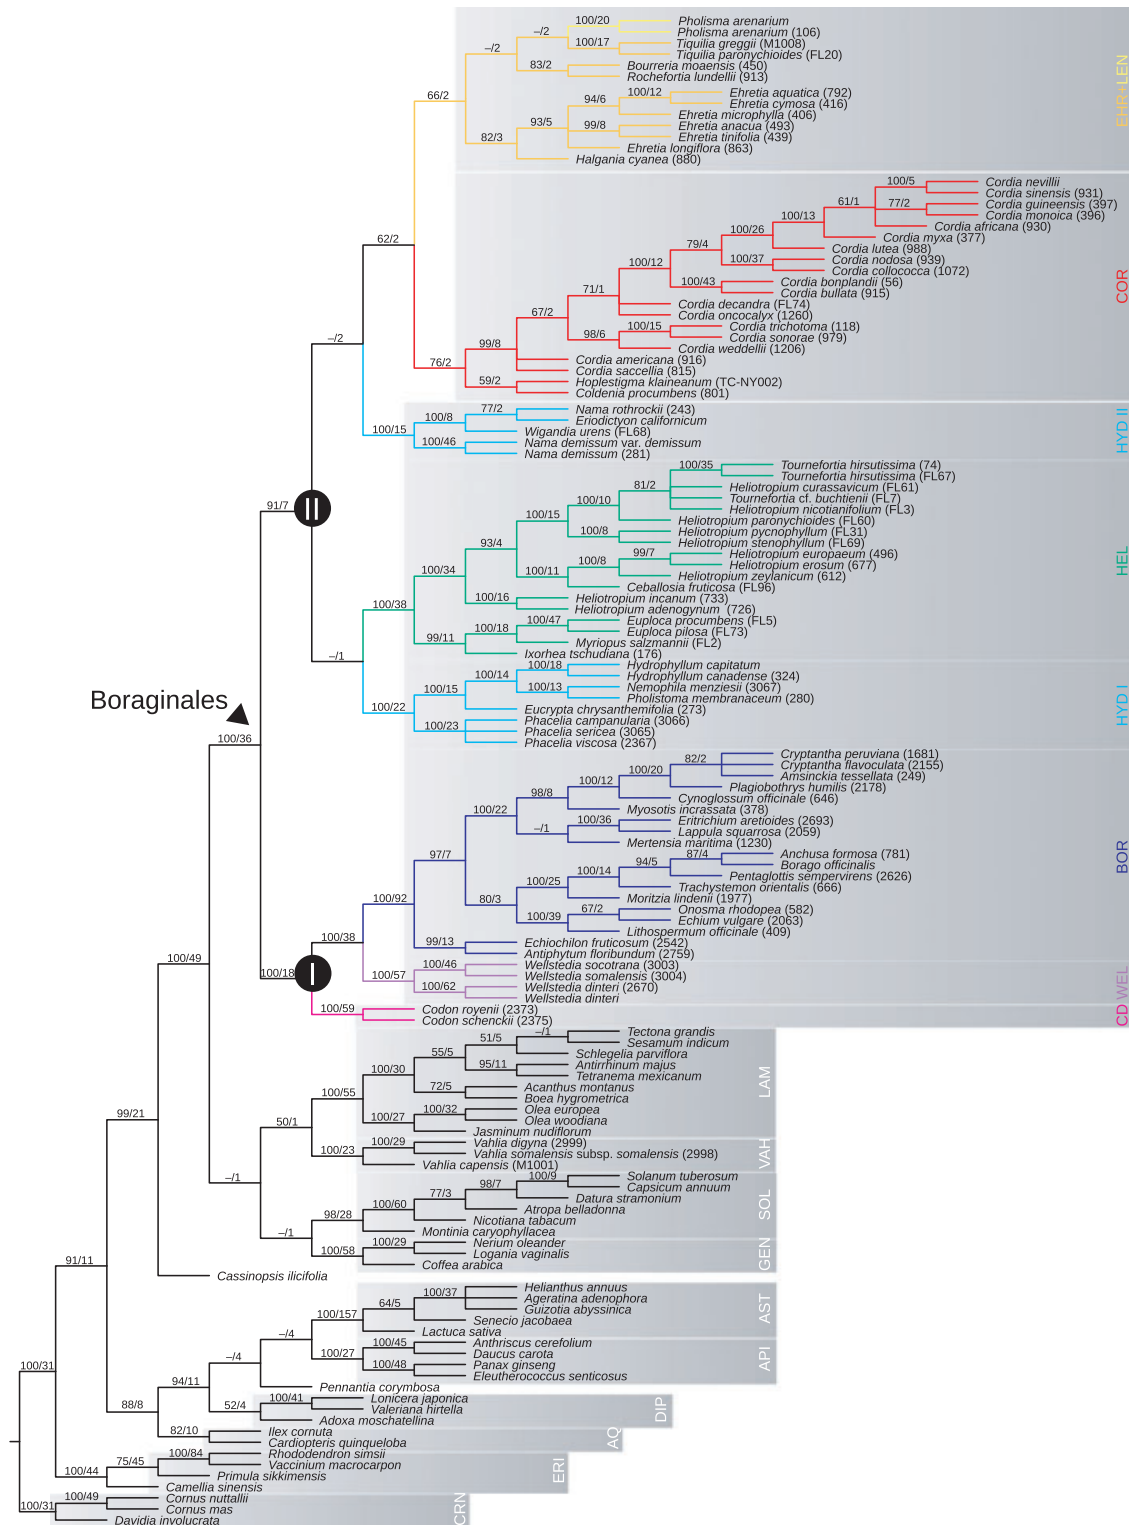 100/20 Pholisma arenarium
–/2 Pholisma arenarium (106)
100/17 Tiquilia greggii (M1008)
–/2 Tiquilia paronychioides (FL20)
83/2 Bourreria moaensis (450)
Rochefortia lundellii (913)
EHR+LEN
66/2
100/12 Ehretia aquatica (792)
94/6 Ehretia cymosa (416)
Ehretia microphylla (406)
93/5 99/8 Ehretia anacua (493)
Ehretia tinifolia (439)
82/3 Ehretia longiflora (863)
Halgania cyanea (880)
100/5 Cordia nevillii
Cordia sinensis (931)
61/1 77/2 Cordia guineensis (397)
Cordia monoica (396)
100/13 Cordia africana (930)
100/26 Cordia myxa (377)
79/4 Cordia lutea (988)
100/37 Cordia nodosa (939)
100/12 Cordia collococca (1072)
100/43 Cordia bonplandii (56)
71/1 Cordia bullata (915)
Cordia decandra (FL74)
67/2 Cordia oncocalyx (1260)
100/15 Cordia trichotoma (118)
98/6 Cordia sonorae (979)
99/8 Cordia weddellii (1206)
Cordia americana (916)
76/2 Cordia saccellia (815)
59/2 Hoplestigma klaineanum (TC-NY002)
Coldenia procumbens (801)
COR
62/2
–/2
77/2 Nama rothrockii (243)
100/8 Eriodictyon californicum
100/15 Wigandia urens (FL68)
100/46 Nama demissum var. demissum
Nama demissum (281)
HYD II
91/7
II
100/35 Tournefortia hirsutissima (74)
Tournefortia hirsutissima (FL67)
81/2 Heliotropium curassavicum (FL61)
100/10 Tournefortia cf. buchtienii (FL7)
Heliotropium nicotianifolium (FL3)
100/15 Heliotropium paronychioides (FL60)
100/8 Heliotropium pycnophyllum (FL31)
93/4 Heliotropium stenophyllum (FL69)
99/7 Heliotropium europaeum (496)
100/8 Heliotropium erosum (677)
100/34 100/11 Heliotropium zeylanicum (612)
Ceballosia fruticosa (FL96)
100/16 Heliotropium incanum (733)
100/38 Heliotropium adenogynum (726)
100/47 Euploca procumbens (FL5)
100/18 Euploca pilosa (FL73)
99/11 Myriopus salzmannii (FL2)
Ixorhea tschudiana (176)
HEL
–/1
100/18 Hydrophyllum capitatum
100/14 Hydrophyllum canadense (324)
100/15 100/13 Nemophila menziesii (3067)
Pholistoma membranaceum (280)
100/22 Eucrypta chrysanthemifolia (273)
Phacelia campanularia (3066)
100/23 Phacelia sericea (3065)
Phacelia viscosa (2367)
HYD I
Boraginales
100/36
82/2 Cryptantha peruviana (1681)
100/20 Cryptantha flavoculata (2155)
100/12 Amsinckia tessellata (249)
Plagiobothrys humilis (2178)
98/8 Cynoglossum officinale (646)
100/22 Myosotis incrassata (378)
100/36 Eritrichium aretioides (2693)
–/1 Lappula squarrosa (2059)
Mertensia maritima (1230)
97/7 87/4 Anchusa formosa (781)
94/5 Borago officinalis
100/14 Pentaglottis sempervirens (2626)
100/25 Trachystemon orientalis (666)
80/3 Moritzia lindenii (1977)
67/2 Onosma rhodopea (582)
100/39 Echium vulgare (2063)
100/92 Lithospermum officinale (409)
99/13 Echiochilon fruticosum (2542)
Antiphytum floribundum (2759)
BOR
100/38
100/46 Wellstedia socotrana (3003)
100/57 Wellstedia somalensis (3004)
100/62 Wellstedia dinteri (2670)
Wellstedia dinteri
WEL
100/18
I
100/59 Codon royenii (2373)
Codon schenckii (2375)
CD
100/49
–/1 Tectona grandis
51/5 Sesamum indicum
55/5 Schlegelia parviflora
95/11 Antirrhinum majus
100/30 Tetranema mexicanum
72/5 Acanthus montanus
Boea hygrometrica
100/55 100/32 Olea europea
100/27 Olea woodiana
Jasminum nudiflorum
LAM
50/1
100/29 Vahlia digyna (2999)
100/23 Vahlia somalensis subsp. somalensis (2998)
Vahlia capensis (M1001)
VAH
99/21
–/1
100/9 Solanum tuberosum
98/7 Capsicum annuum
77/3 Datura stramonium
100/60 Atropa belladonna
98/28 Nicotiana tabacum
Montinia caryophyllacea
SOL
–/1
100/29 Nerium oleander
100/58 Logania vaginalis
Coffea arabica
GEN
91/11
Cassinopsis ilicifolia
100/37 Helianthus annuus
64/5 Ageratina adenophora
Guizotia abyssinica
100/157 Senecio jacobaea
Lactuca sativa
AST
–/4
100/45 Anthriscus cerefolium
100/27 Daucus carota
100/48 Panax ginseng
Eleutherococcus senticosus
API
–/4
Pennantia corymbosa
100/31
94/11
100/41 Lonicera japonica
52/4 Valeriana hirtella
Adoxa moschatellina
DIP
88/8
82/10 Ilex cornuta
Cardiopteris quinqueloba
AQ
100/84 Rhododendron simsii
75/45 Vaccinium macrocarpon
100/44 Primula sikkimensis
Camellia sinensis
ERI
100/49 Cornus nuttallii
100/31 Cornus mas
Davidia involucrata
CRN